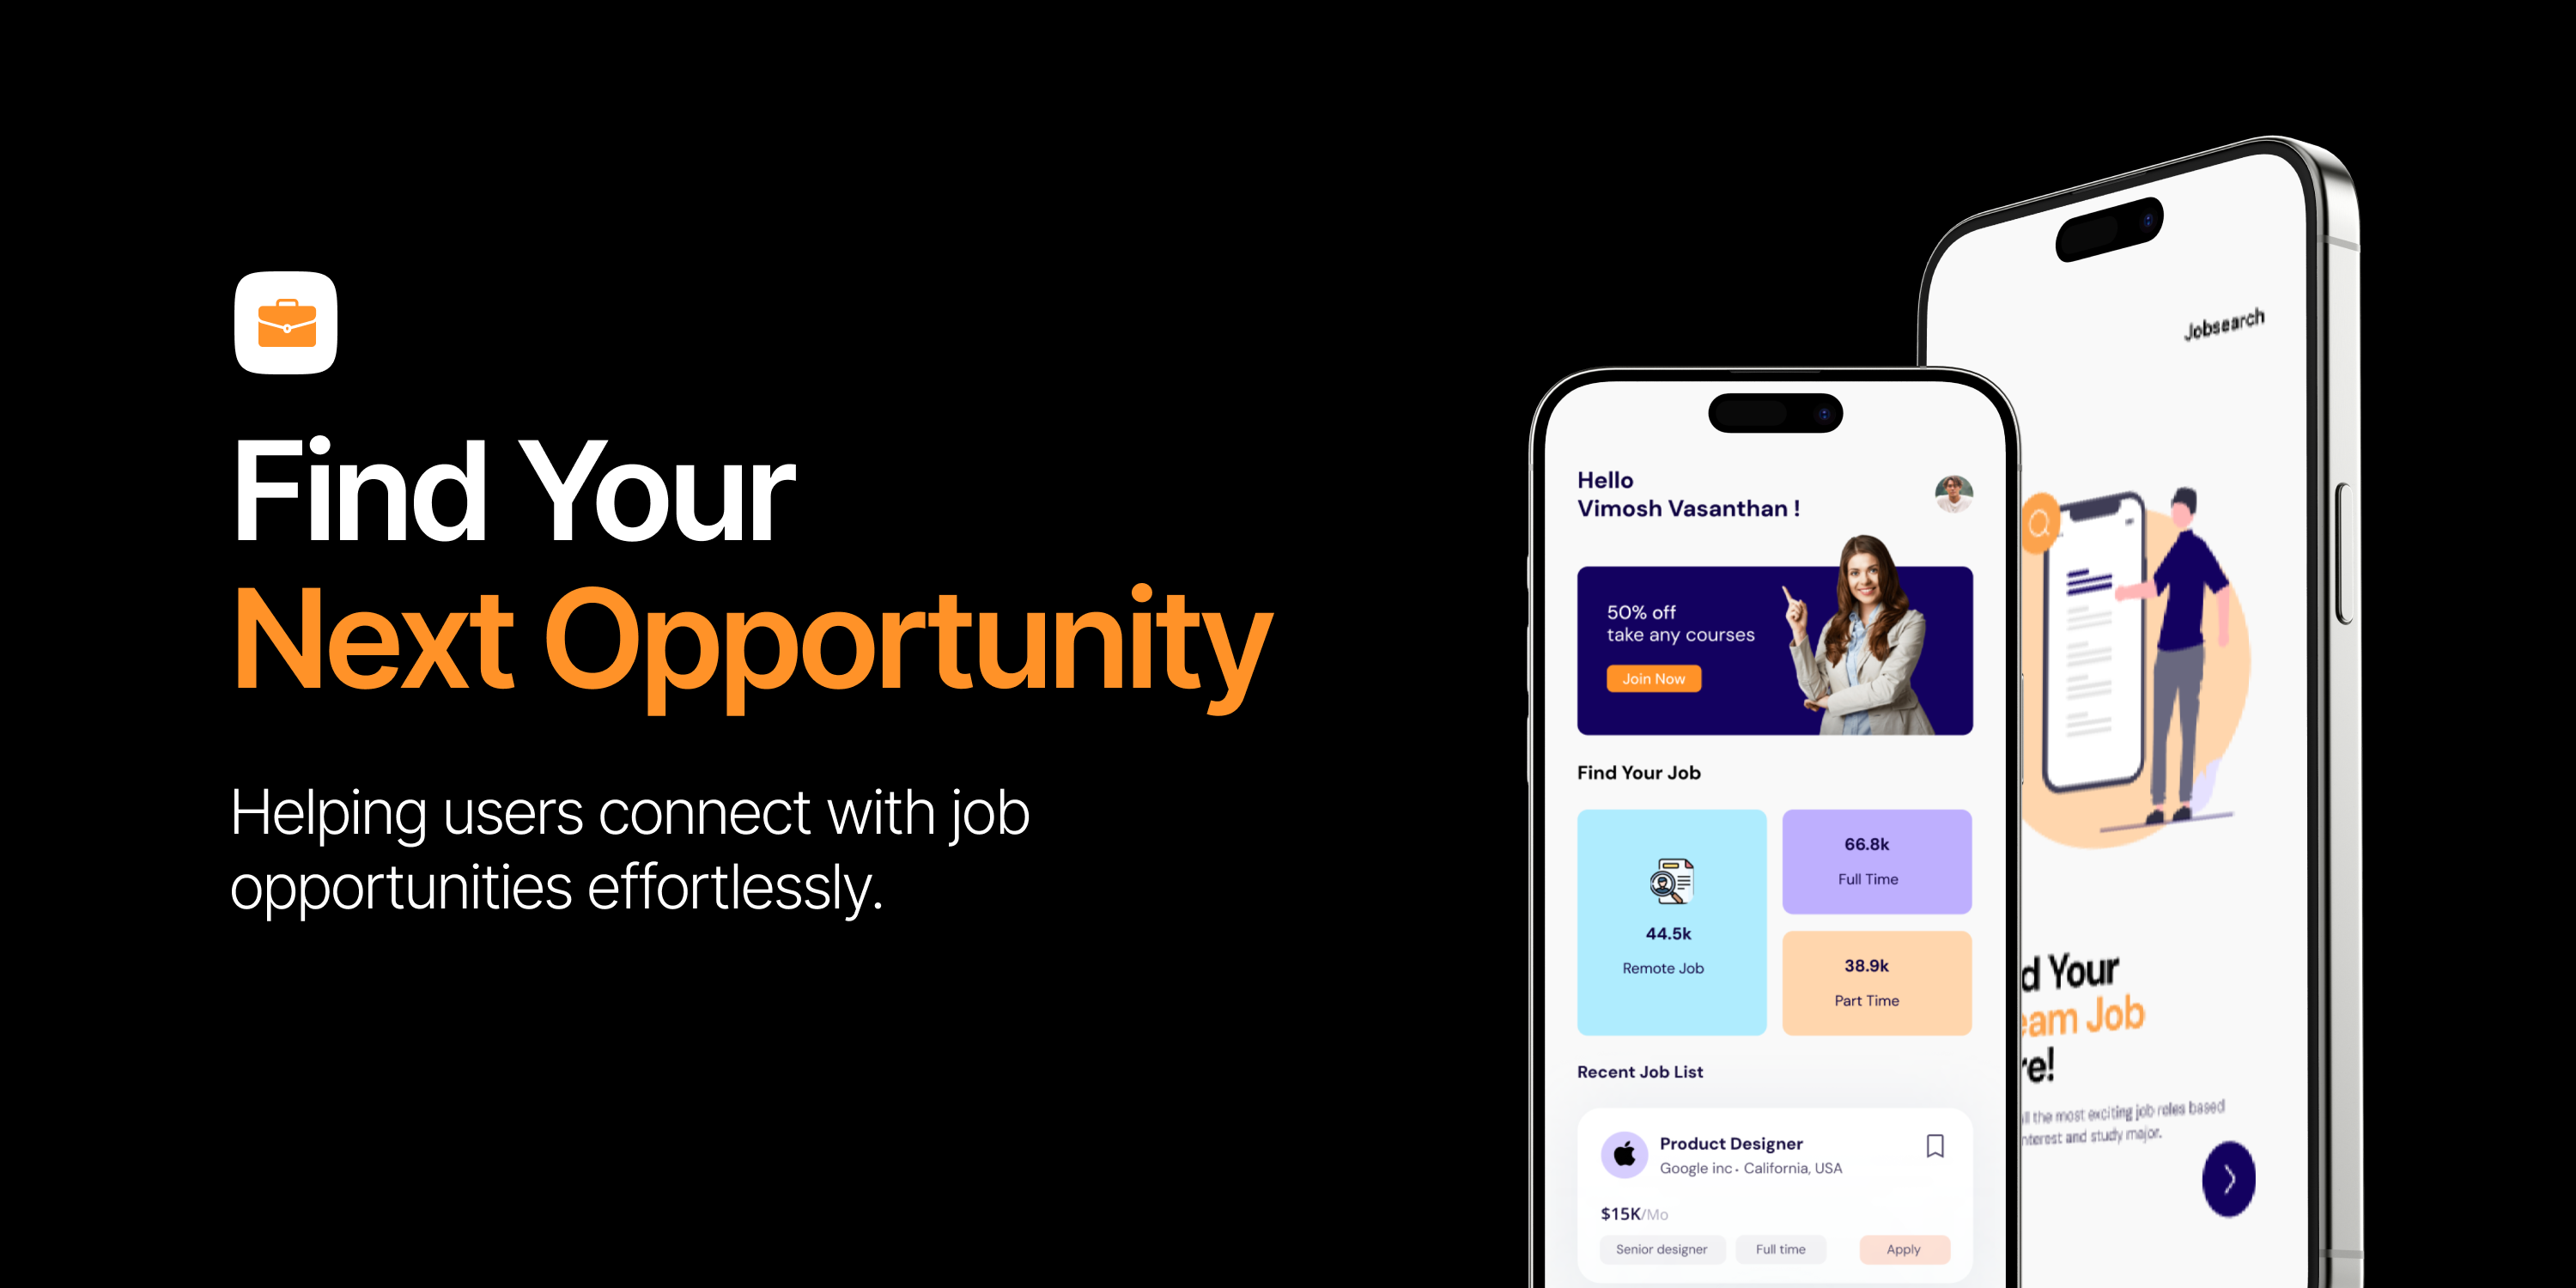 Find Your
Next Opportunity
Helping users connect with job
opportunities effortlessly.
Hello
Vimosh Vasanthan !
50% off
take any courses
Join Now
Find Your Job
44.5k
Remote Job
66.8k
Full Time
38.9k
Part Time
Recent Job List
Product Designer
Google inc · California, USA
$15K/Mo
Senior designer
Full time
Apply
Jobsearch
d Your
eam Job
re!
ll the most exciting job roles based
nterest and study major.